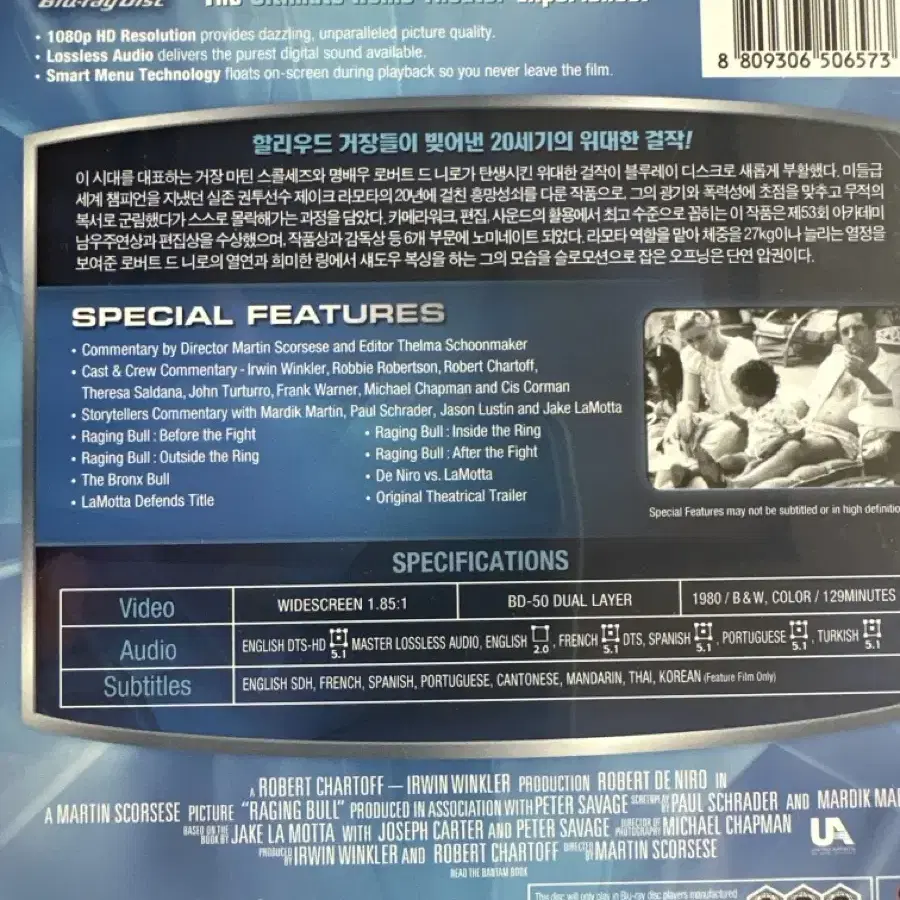 Blu-ray Disc The Ultimate Home Theater Experience!
• 1080p HD Resolution provides dazzling, unparalleled picture quality.
• Lossless Audio delivers the purest digital sound available.
• Smart Menu Technology floats on-screen during playback so you never leave the film.
8 809306 506573
할리우드 거장들이 빚어낸 20세기의 위대한 걸작!
이 시대를 대표하는 거장 마틴 스콜세즈와 명배우 로버트 드 니로가 탄생시킨 위대한 걸작이 블루레이 디스크로 새롭게 부활했다. 미들급
세계 챔피언을 지냈던 실존 권투선수 제이크 라모타의 20년에 걸친 흥망성쇠를 다룬 작품으로, 그의 광기와 폭력성에 초점을 맞추고 무적의
복서로 군림했다가 스스로 몰락해가는 과정을 담았다. 카메라워크, 편집, 사운드의 활용에서 최고 수준으로 꼽히는 이 작품은 제53회 아카데미
남우주연상과 편집상을 수상했으며, 작품상과 감독상 등 6개 부문에 노미네이트 되었다. 라모타 역할을 맡아 체중을 27kg이나 늘리는 열정을
보여준 로버트 드 니로의 열연과 희미한 링에서 섀도우 복싱을 하는 그의 모습을 슬로모션으로 잡은 오프닝은 단연 압권이다.
SPECIAL FEATURES
• Commentary by Director Martin Scorsese and Editor Thelma Schoonmaker
• Cast & Crew Commentary - Irwin Winkler, Robbie Robertson, Robert Chartoff,
Theresa Saldana, John Turturro, Frank Warner, Michael Chapman and Cis Corman
• Storytellers Commentary with Mardik Martin, Paul Schrader, Jason Lustin and Jake LaMotta
• Raging Bull : Before the Fight • Raging Bull : Inside the Ring
• Raging Bull : Outside the Ring • Raging Bull : After the Fight
• The Bronx Bull • De Niro vs. LaMotta
• LaMotta Defends Title • Original Theatrical Trailer
Special Features may not be subtitled or in high definitio
SPECIFICATIONS
Video WIDESCREEN 1.85:1 BD-50 DUAL LAYER 1980 / B & W, COLOR / 129MINUTES
Audio ENGLISH DTS-HD 5.1 MASTER LOSSLESS AUDIO, ENGLISH 2.0, FRENCH 5.1 DTS, SPANISH 5.1, PORTUGUESE 5.1, TURKISH 5.1
Subtitles ENGLISH SDH, FRENCH, SPANISH, PORTUGUESE, CANTONESE, MANDARIN, THAI, KOREAN (Feature Film Only)
A ROBERT CHARTOFF – IRWIN WINKLER PRODUCTION ROBERT DE NIRO IN
A MARTIN SCORSESE PICTURE "RAGING BULL" PRODUCED IN ASSOCIATION WITH PETER SAVAGE SCREENPLAY BY PAUL SCHRADER AND MARDIK MA
BASED ON THE BOOK BY JAKE LA MOTTA WITH JOSEPH CARTER AND PETER SAVAGE DIRECTOR OF PHOTOGRAPHY MICHAEL CHAPMAN
PRODUCED BY IRWIN WINKLER AND ROBERT CHARTOFF DIRECTED BY MARTIN SCORSESE
UA
READ THE BANTAM BOOK
This disc will only play in Blu-ray disc players manufactured